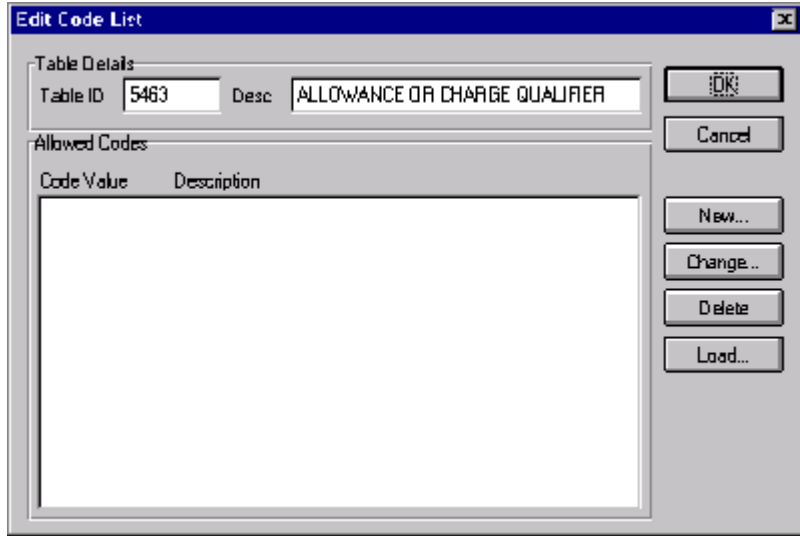 Edit Code List
Table Details
Table ID 5463 Desc ALLOWANCE OR CHARGE QUALIFIER
OK
Cancel
Allowed Codes
Code Value Description
New...
Change...
Delete
Load...